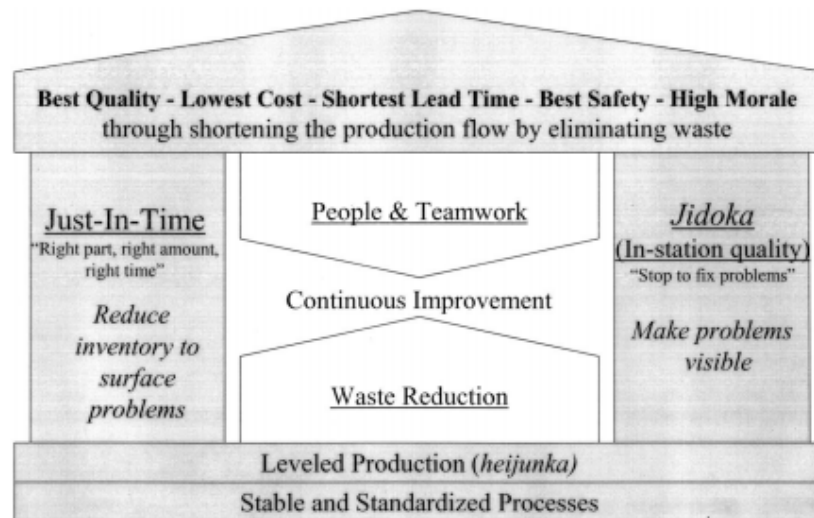 Best Quality - Lowest Cost - Shortest Lead Time - Best Safety - High Morale
through shortening the production flow by eliminating waste
Just-In-Time
“Right part, right amount,
right time”
Reduce
inventory to
surface
problems
People & Teamwork
Continuous Improvement
Waste Reduction
Jidoka
(In-station quality)
“Stop to fix problems”
Make problems
visible
Leveled Production (heijunka)
Stable and Standardized Processes